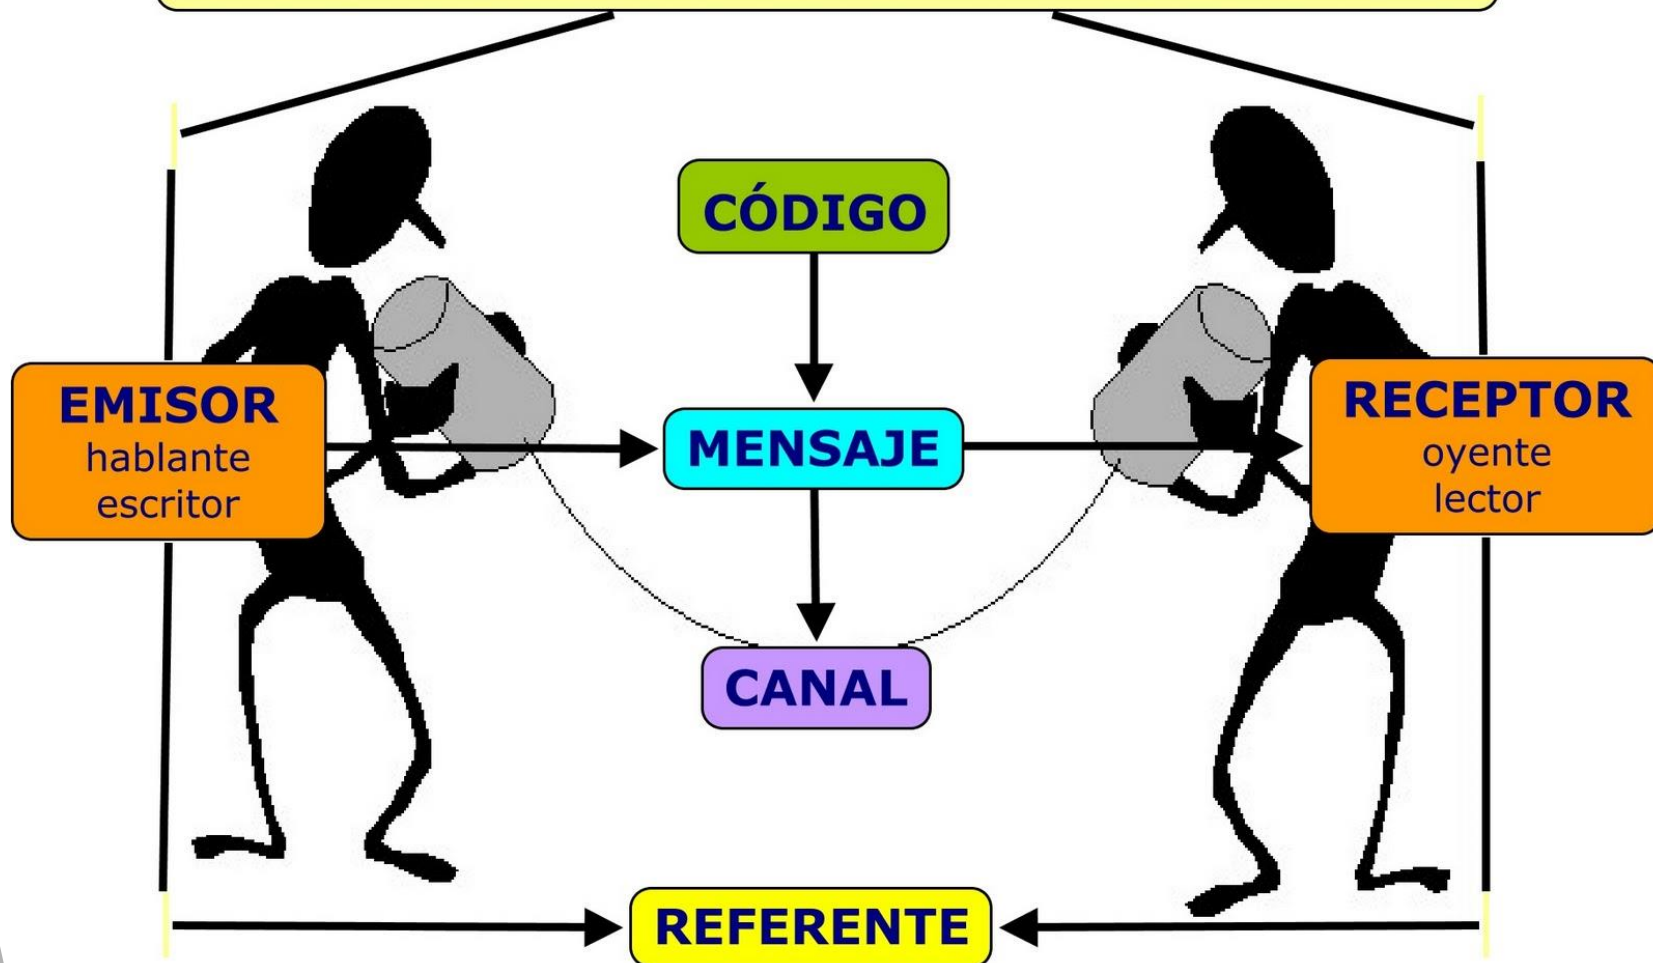 CÓDIGO
EMISOR
hablante
escritor
MENSAJE
RECEPTOR
oyente
lector
CANAL
REFERENTE